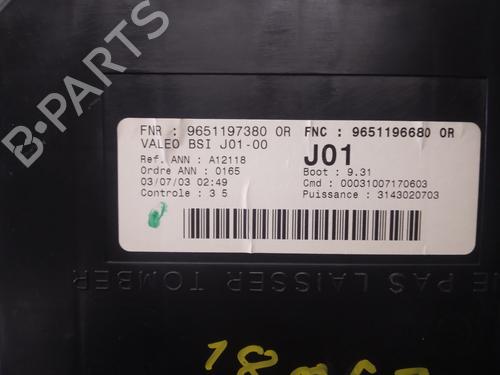 B-PARTS
FNR : 9651197380 OR FNC : 9651196680 OR
VALEO BSI J01-00
J01
Ref. ANN : A12118
Ordre ANN : 0165
Boot : 9.31
03/07/03 02:49
Cmd : 00031007170603
Controle : 3 5
Puissance : 3143020703
E PAS LAISSER TOMBER